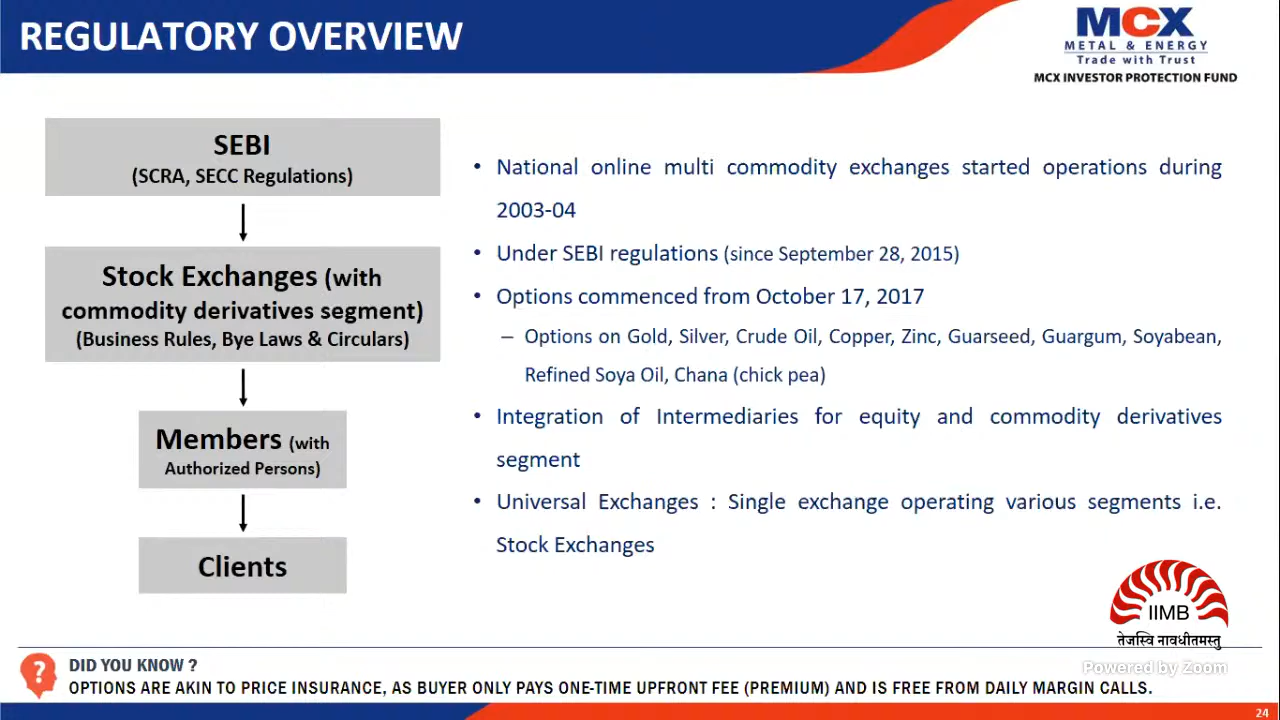 REGULATORY OVERVIEW
MCX
METAL & ENERGY
Trade with Trust
MCX INVESTOR PROTECTION FUND
SEBI
(SCRA, SECC Regulations)
Stock Exchanges (with
commodity derivatives segment)
(Business Rules, Bye Laws & Circulars)
Members (with
Authorized Persons)
Clients
• National online multi commodity exchanges started operations during
2003-04
• Under SEBI regulations (since September 28, 2015)
• Options commenced from October 17, 2017
– Options on Gold, Silver, Crude Oil, Copper, Zinc, Guarseed, Guargum, Soyabean,
Refined Soya Oil, Chana (chick pea)
• Integration of Intermediaries for equity and commodity derivatives
segment
• Universal Exchanges : Single exchange operating various segments i.e.
Stock Exchanges
IIMB
तेजस्वि नावधीतमस्तु
Powered by Zoom
?
DID YOU KNOW ?
OPTIONS ARE AKIN TO PRICE INSURANCE, AS BUYER ONLY PAYS ONE-TIME UPFRONT FEE (PREMIUM) AND IS FREE FROM DAILY MARGIN CALLS.
24